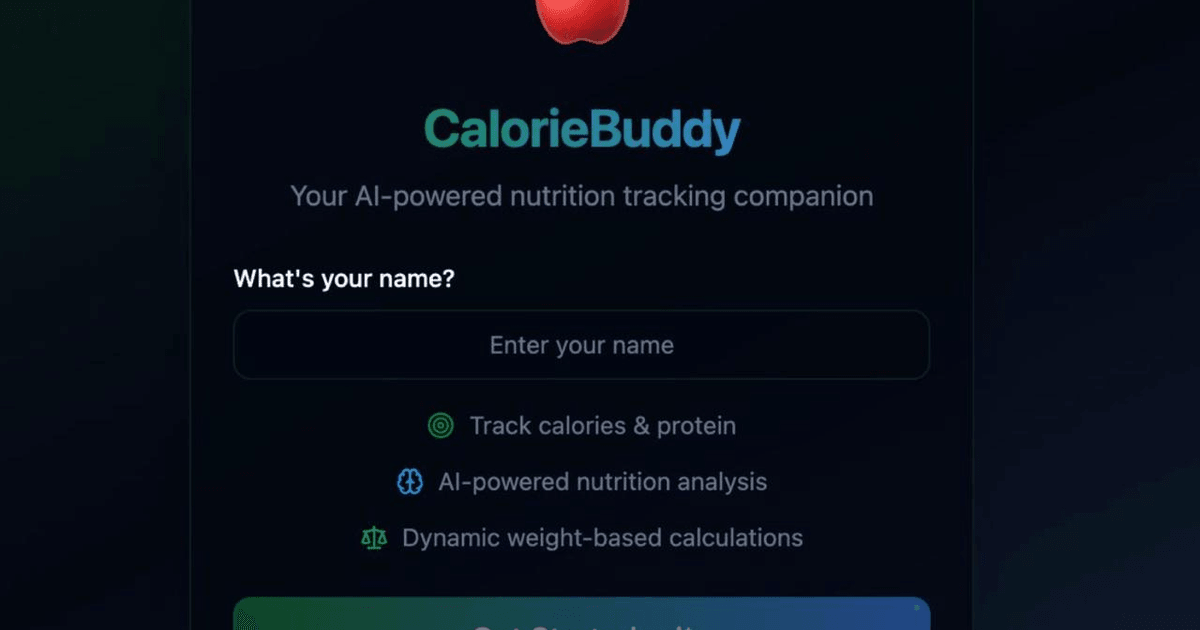 CalorieBuddy
Your AI-powered nutrition tracking companion
What's your name?
Enter your name
Track calories & protein
AI-powered nutrition analysis
Dynamic weight-based calculations